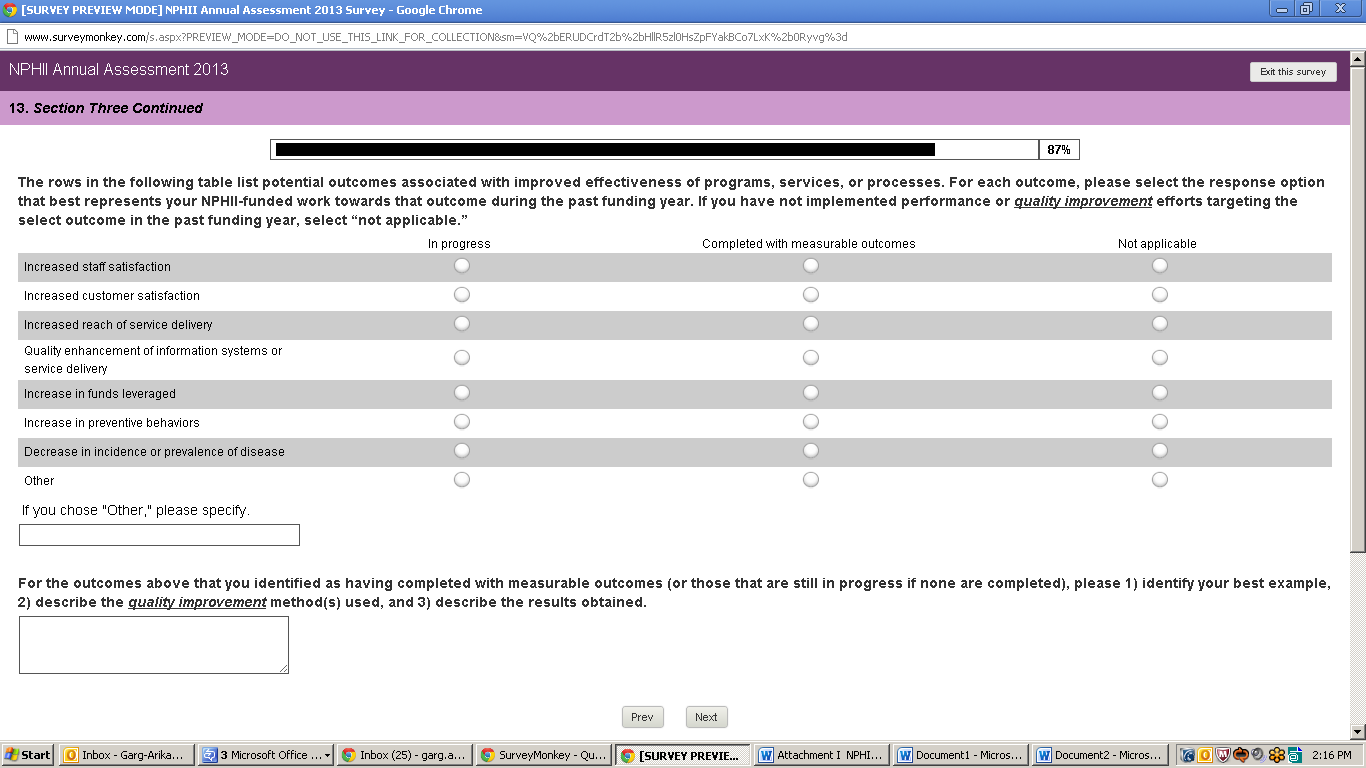 [SURVEY PREVIEW MODE] NPHII Annual Assessment 2013 Survey - Google Chrome
www.surveymonkey.com/s.aspx?PREVIEW_MODE=DO_NOT_USE_THIS_LINK_FOR_COLLECTION&sm=VQ%2bERUDCrdT2b%2bHllR5zl0HsZpFYakBCo7LxK%2b0Ryvg%3d
NPHII Annual Assessment 2013
Exit this survey
13. Section Three Continued
87%
The rows in the following table list potential outcomes associated with improved effectiveness of programs, services, or processes. For each outcome, please select the response option
that best represents your NPHII-funded work towards that outcome during the past funding year. If you have not implemented performance or quality improvement efforts targeting the
select outcome in the past funding year, select “not applicable.”
In progress Completed with measurable outcomes Not applicable
Increased staff satisfaction
Increased customer satisfaction
Increased reach of service delivery
Quality enhancement of information systems or
service delivery
Increase in funds leveraged
Increase in preventive behaviors
Decrease in incidence or prevalence of disease
Other
If you chose "Other," please specify.
For the outcomes above that you identified as having completed with measurable outcomes (or those that are still in progress if none are completed), please 1) identify your best example,
2) describe the quality improvement method(s) used, and 3) describe the results obtained.
Prev Next
Start Inbox - Garg-Arika... 3 Microsoft Office ... Inbox (25) - garg.a... SurveyMonkey - Qu... [SURVEY PREVIE... Attachment I NPHI... Document1 - Micros... Document2 - Micros... 2:16 PM